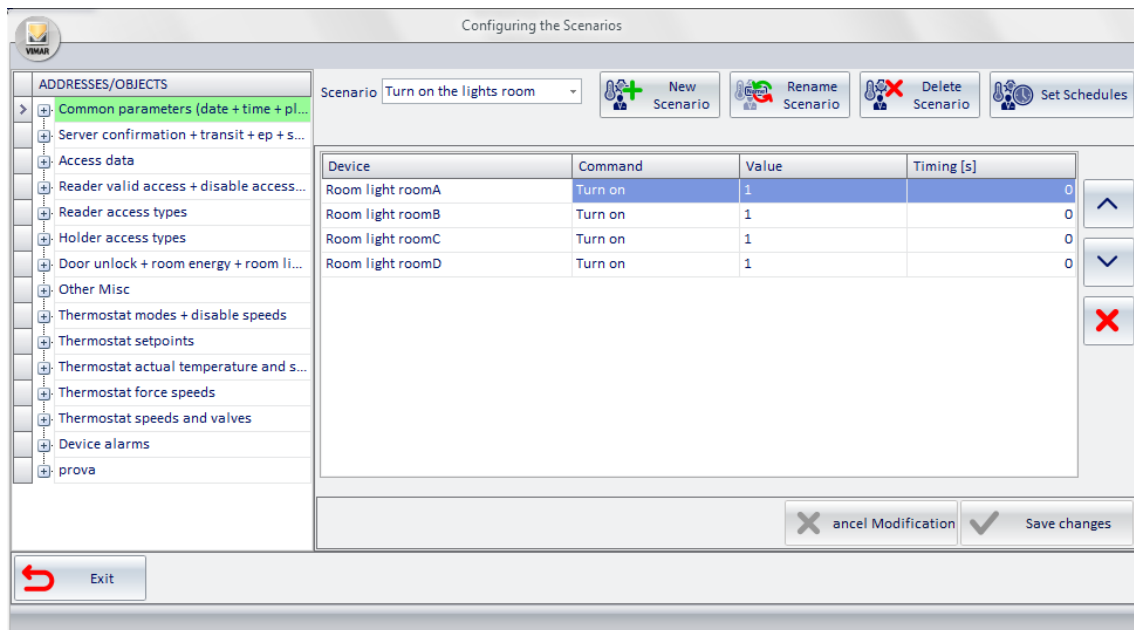 Configuring the Scenarios
VIMAR
ADDRESSES/OBJECTS
Common parameters (date + time + pl...
Server confirmation + transit + ep + s...
Access data
Reader valid access + disable access...
Reader access types
Holder access types
Door unlock + room energy + room li...
Other Misc
Thermostat modes + disable speeds
Thermostat setpoints
Thermostat actual temperature and s...
Thermostat force speeds
Thermostat speeds and valves
Device alarms
prova
Scenario Turn on the lights room
New Scenario
Rename Scenario
Delete Scenario
Set Schedules
Device Command Value Timing [s]
Room light roomA Turn on 1 0
Room light roomB Turn on 1 0
Room light roomC Turn on 1 0
Room light roomD Turn on 1 0
ancel Modification
Save changes
Exit